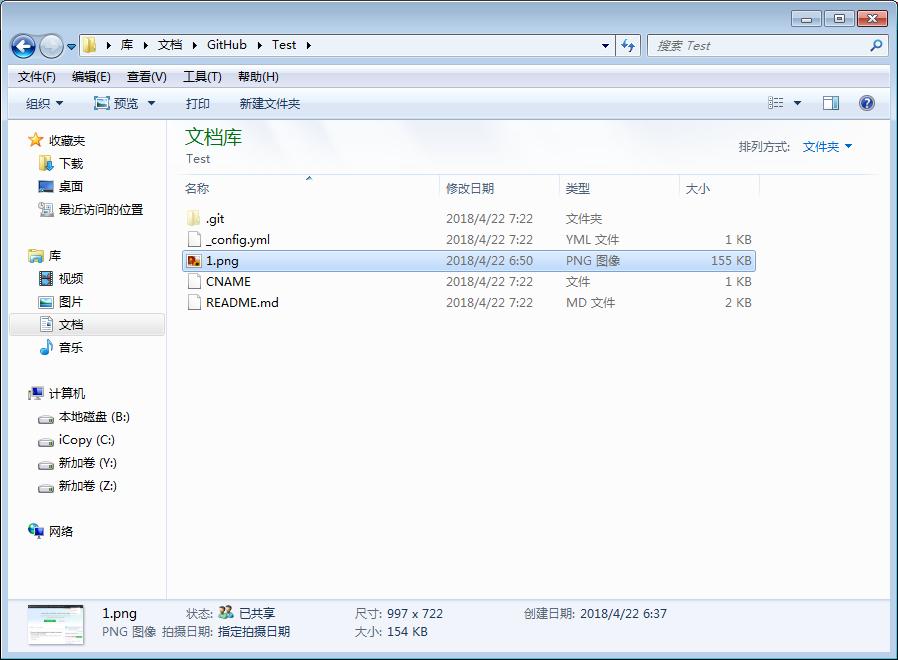 库 文档 GitHub Test
搜索 Test
文件(F) 编辑(E) 查看(V) 工具(T) 帮助(H)
组织 预览 打印 新建文件夹
收藏夹
下载
桌面
最近访问的位置
库
视频
图片
文档
音乐
计算机
本地磁盘 (B:)
iCopy (C:)
新加卷 (Y:)
新加卷 (Z:)
网络
文档库
Test
排列方式: 文件夹
名称 修改日期 类型 大小
.git 2018/4/22 7:22 文件夹
_config.yml 2018/4/22 7:22 YML 文件 1 KB
1.png 2018/4/22 6:50 PNG 图像 155 KB
CNAME 2018/4/22 7:22 文件 1 KB
README.md 2018/4/22 7:22 MD 文件 2 KB
1.png 状态: 已共享 尺寸: 997 x 722 创建日期: 2018/4/22 6:37
PNG 图像 拍摄日期: 指定拍摄日期 大小: 154 KB